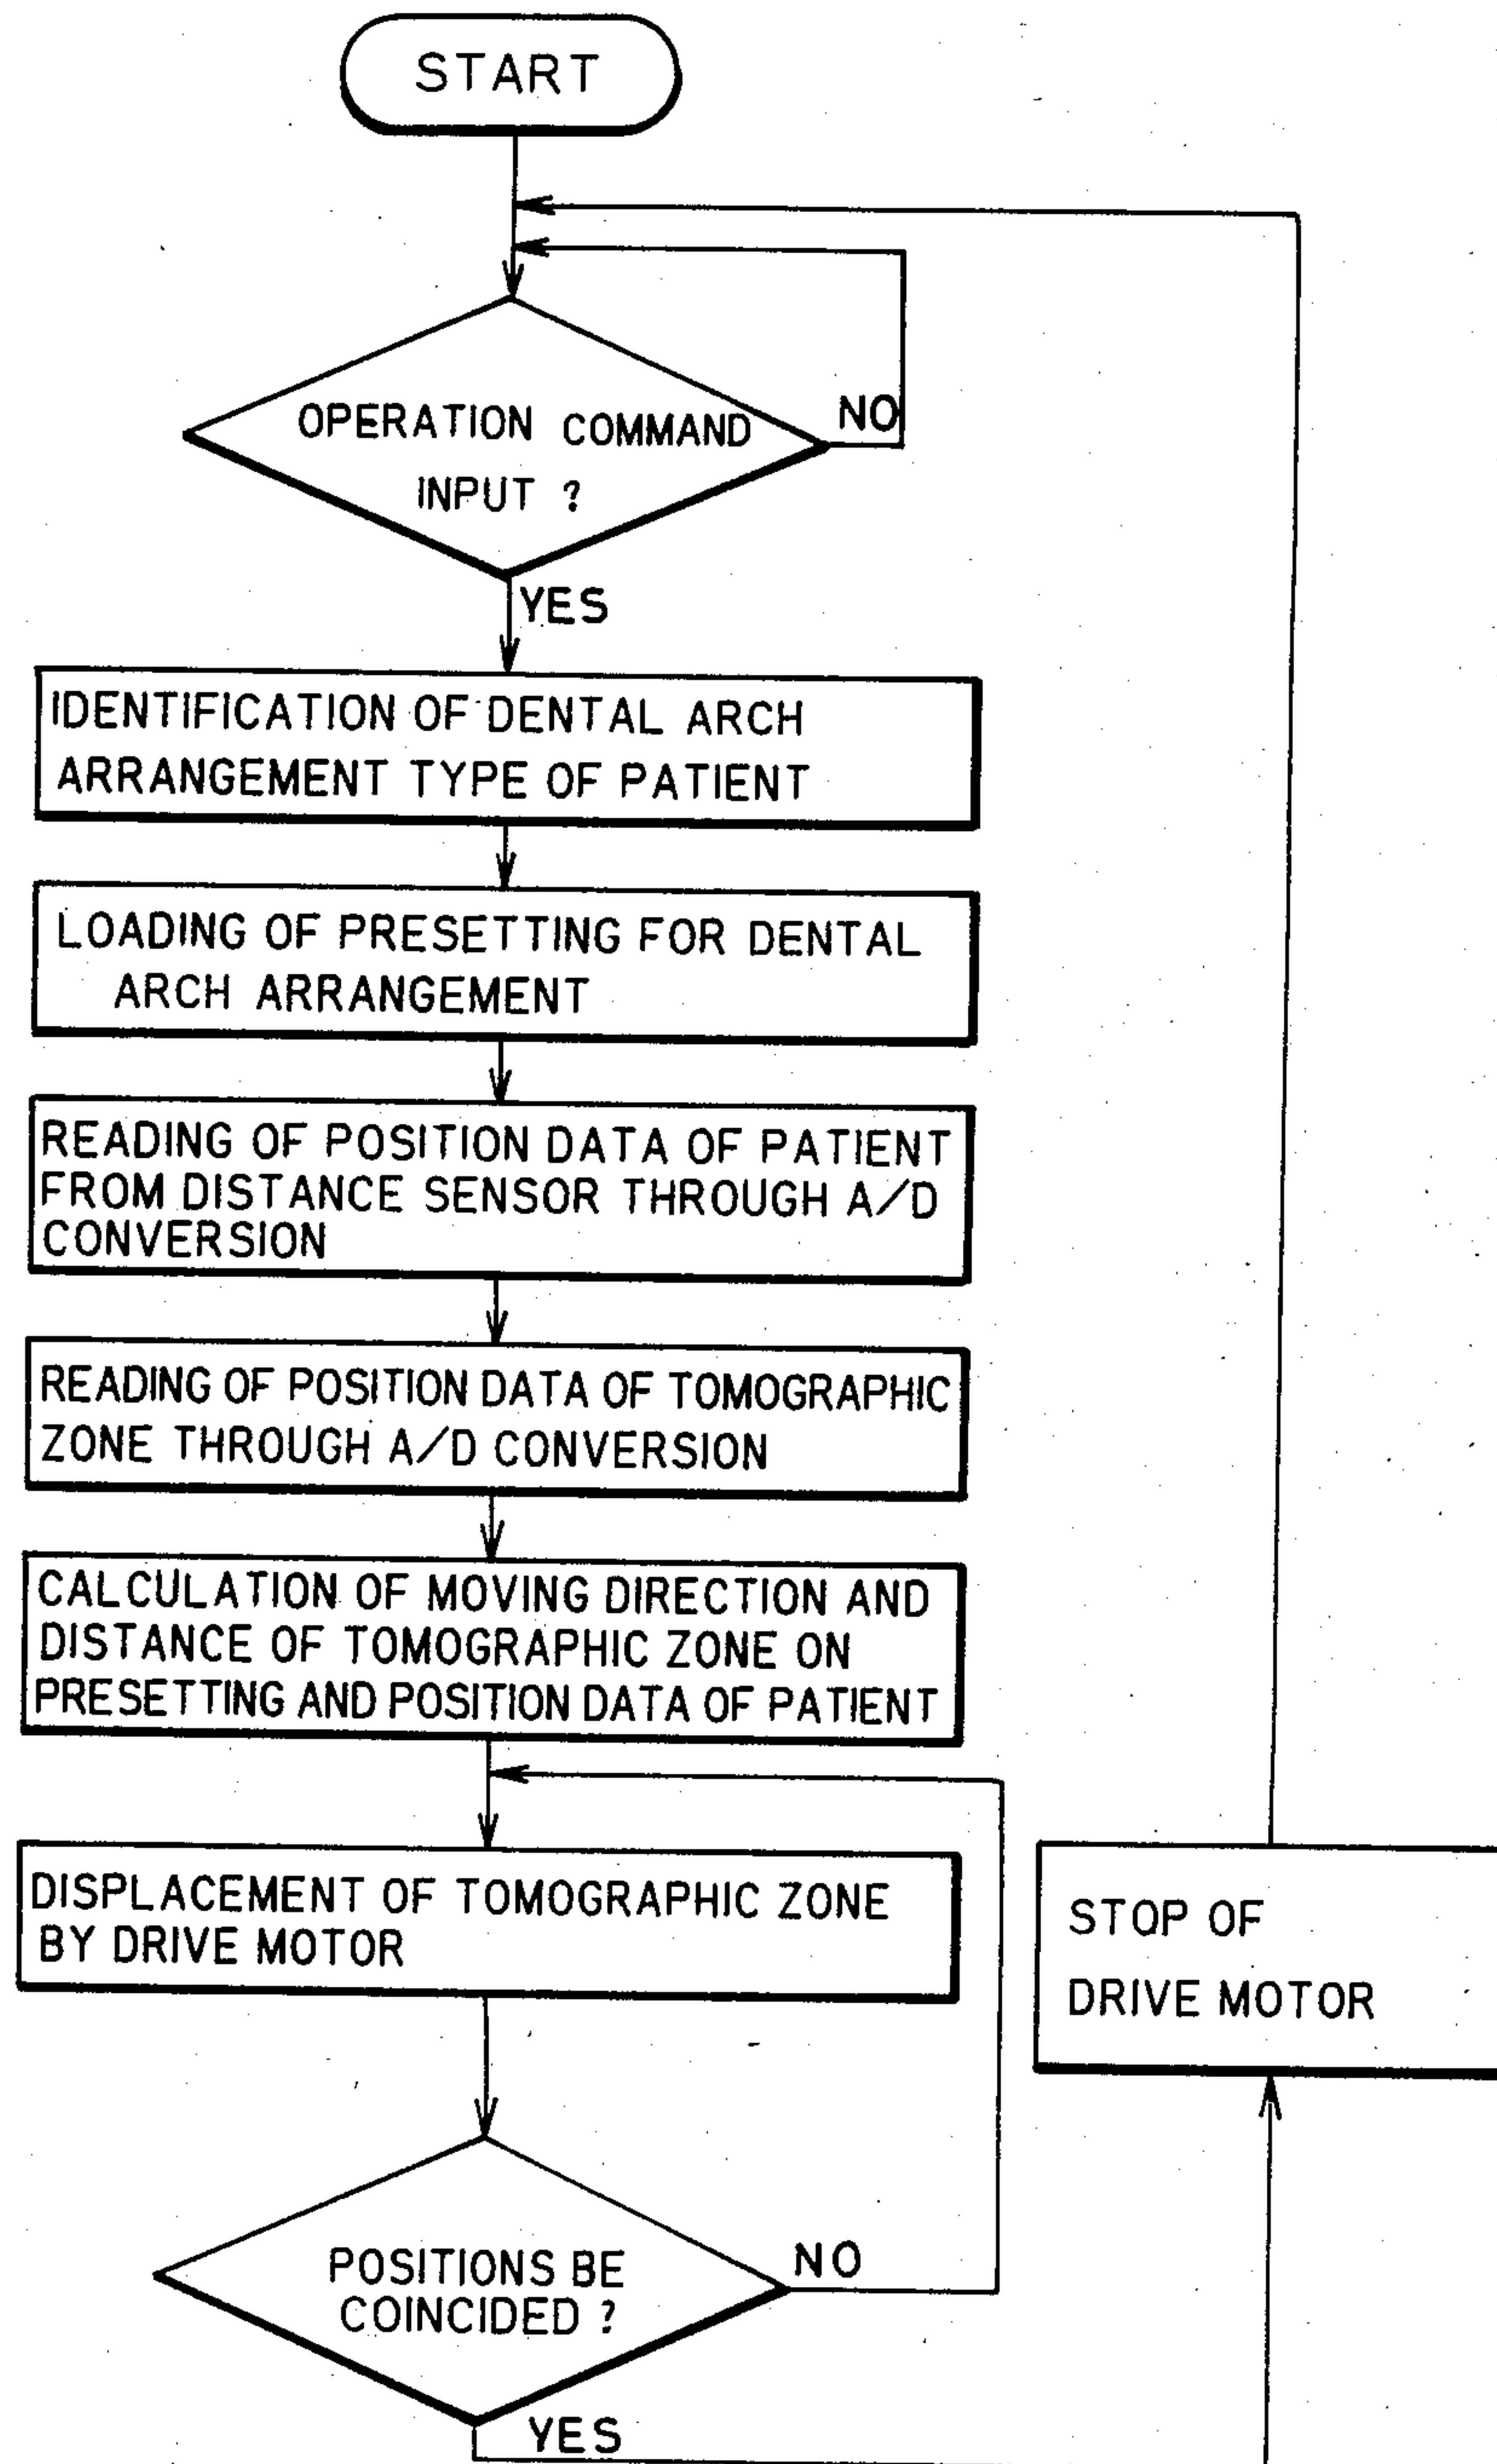 START
OPERATION COMMAND
NO
INPUT ?
YES
IDENTIFICATION OF DENTAL ARCH
ARRANGEMENT TYPE OF PATIENT
LOADING OF PRESETTING FOR DENTAL
ARCH ARRANGEMENT
READING OF POSITION DATA OF PATIENT
FROM DISTANCE SENSOR THROUGH A/D
CONVERSION
READING OF POSITION DATA OF TOMOGRAPHIC
ZONE THROUGH A/D CONVERSION
CALCULATION OF MOVING DIRECTION AND
DISTANCE OF TOMOGRAPHIC ZONE ON
PRESETTING AND POSITION DATA OF PATIENT
DISPLACEMENT OF TOMOGRAPHIC ZONE
BY DRIVE MOTOR
STOP OF
DRIVE MOTOR
POSITIONS BE
COINCIDED ?
NO
YES